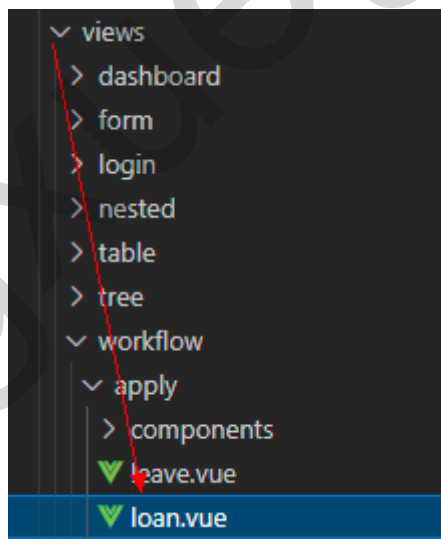 views
dashboard
form
login
nested
table
tree
workflow
apply
components
leave.vue
loan.vue